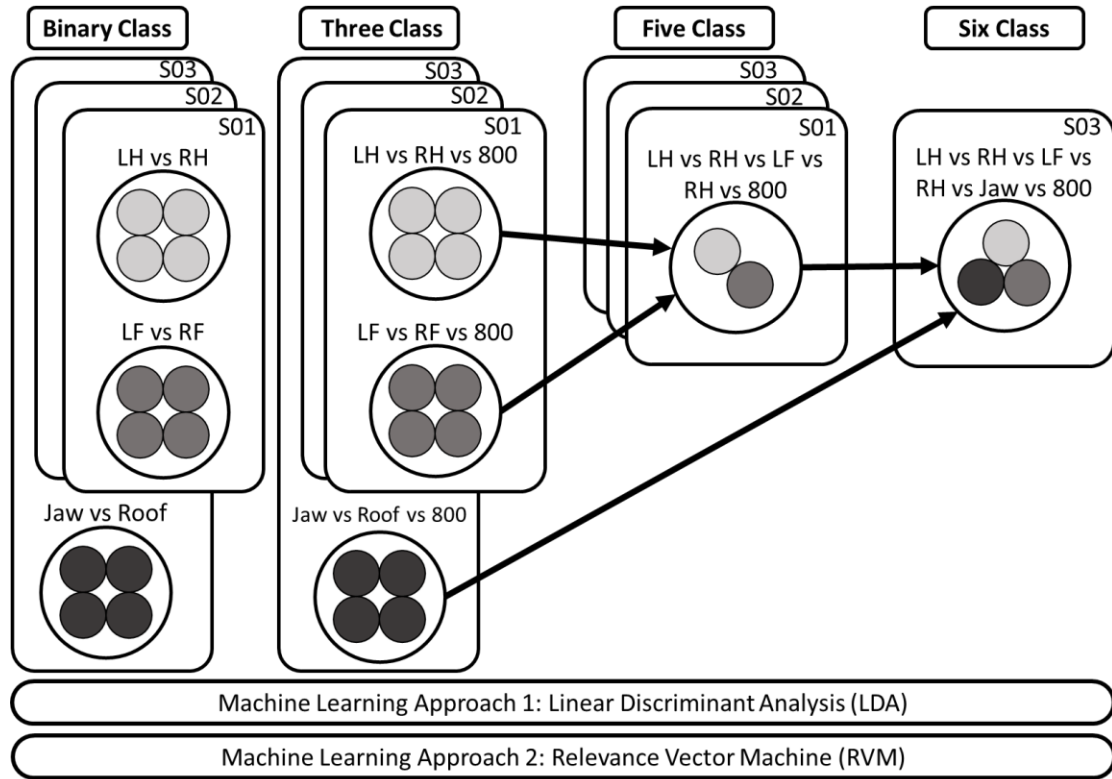 Binary Class
Three Class
Five Class
Six Class
S03
S02
S01
LH vs RH
LF vs RF
Jaw vs Roof
S03
S02
S01
LH vs RH vs 800
LF vs RF vs 800
Jaw vs Roof vs 800
S03
S02
S01
LH vs RH vs LF vs
RH vs 800
S03
LH vs RH vs LF vs
RH vs Jaw vs 800
Machine Learning Approach 1: Linear Discriminant Analysis (LDA)
Machine Learning Approach 2: Relevance Vector Machine (RVM)